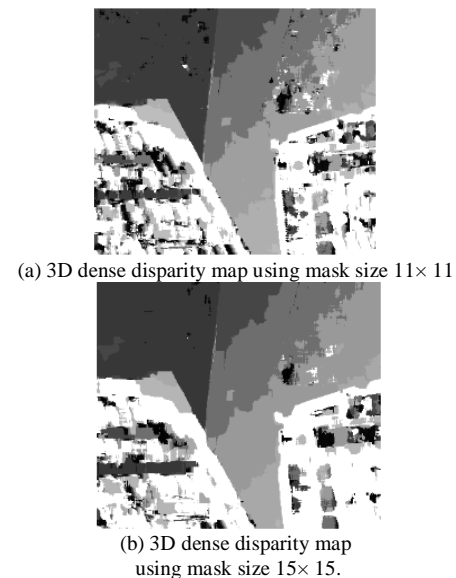 (a) 3D dense disparity map using mask size 11× 11
(b) 3D dense disparity map
using mask size 15× 15.